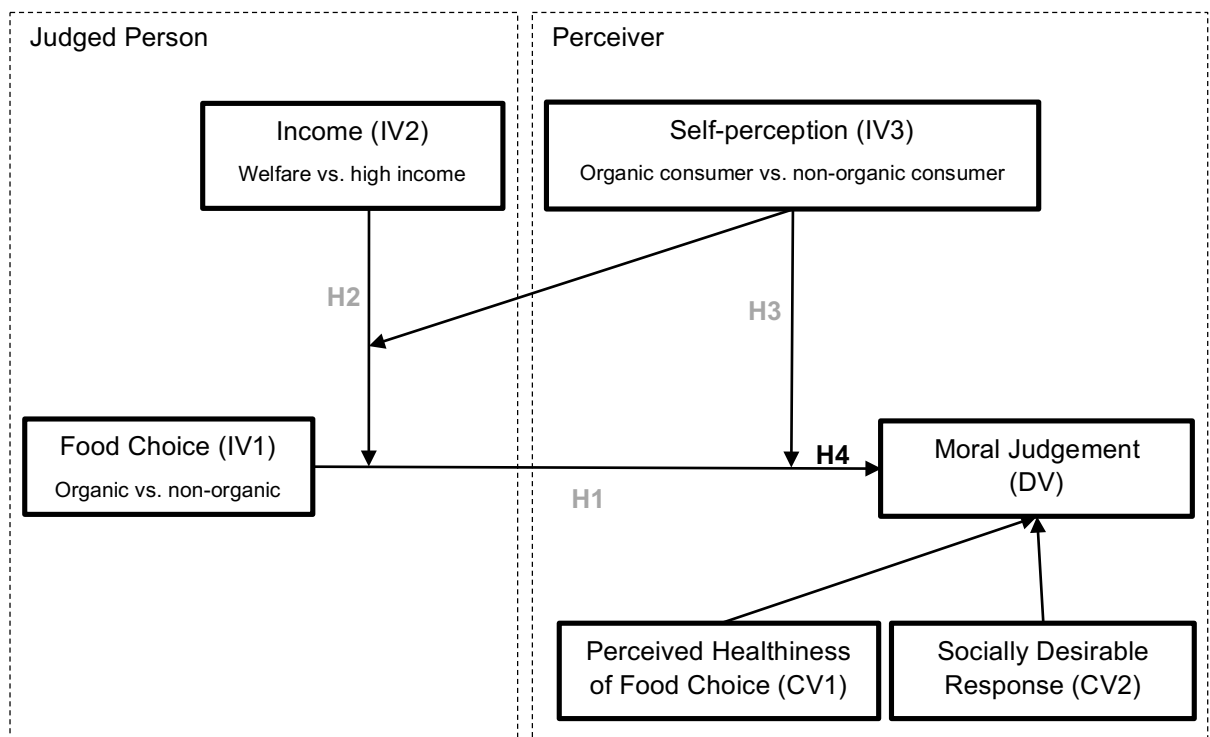 Judged Person
Perceiver
Income (IV2)
Welfare vs. high income
Self-perception (IV3)
Organic consumer vs. non-organic consumer
H2
H3
Food Choice (IV1)
Organic vs. non-organic
H4
H1
Moral Judgement
(DV)
Perceived Healthiness
of Food Choice (CV1)
Socially Desirable
Response (CV2)